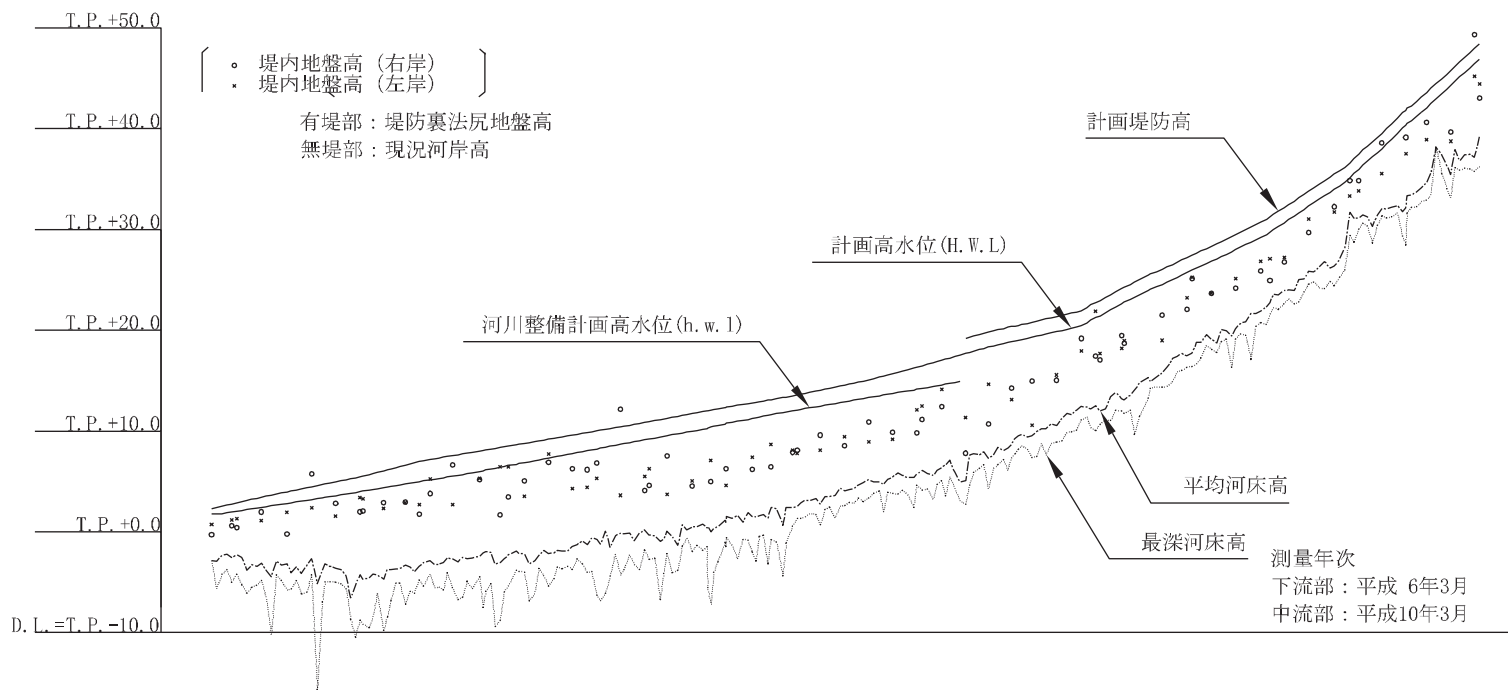 T.P.+50.0
○ 堤内地盤高 (右岸)
× 堤内地盤高 (左岸)
有堤部：堤防裏法尻地盤高
無堤部：現況河岸高
T.P.+40.0
計画堤防高
T.P.+30.0
計画高水位(H.W.L)
T.P.+20.0
河川整備計画高水位(h.w.l)
T.P.+10.0
平均河床高
T.P.+0.0
最深河床高
測量年次
下流部：平成 6年3月
中流部：平成10年3月
D.L.=T.P.-10.0